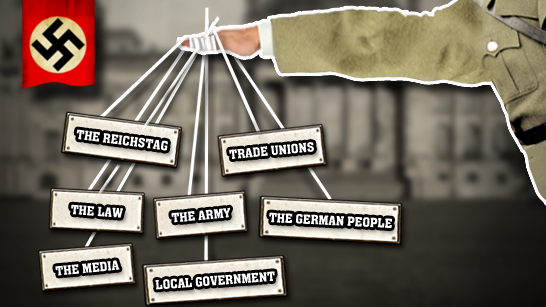 THE REICHSTAG
TRADE UNIONS
THE LAW
THE ARMY
THE GERMAN PEOPLE
THE MEDIA
LOCAL GOVERNMENT